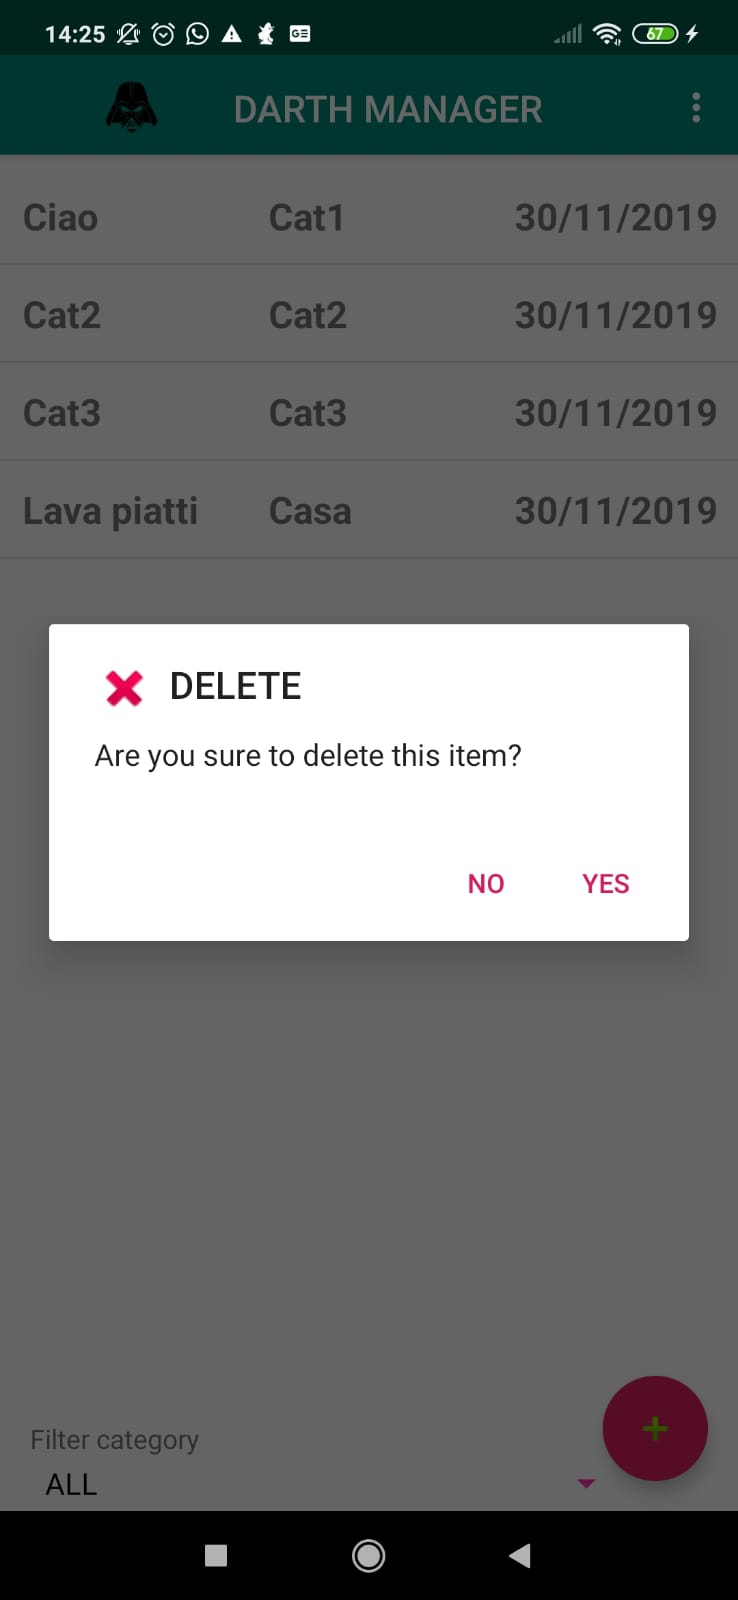 14:25 67
DARTH MANAGER
Ciao Cat1 30/11/2019
Cat2 Cat2 30/11/2019
Cat3 Cat3 30/11/2019
Lava piatti Casa 30/11/2019
DELETE
Are you sure to delete this item?
NO YES
Filter category
ALL